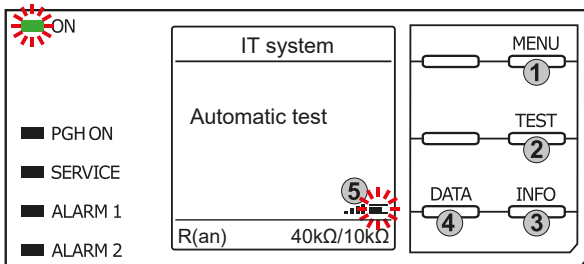 ON
PGH ON
SERVICE
ALARM 1
ALARM 2
IT system
Automatic test
5
R(an) 40kΩ/10kΩ
MENU
1
TEST
2
DATA INFO
4 3